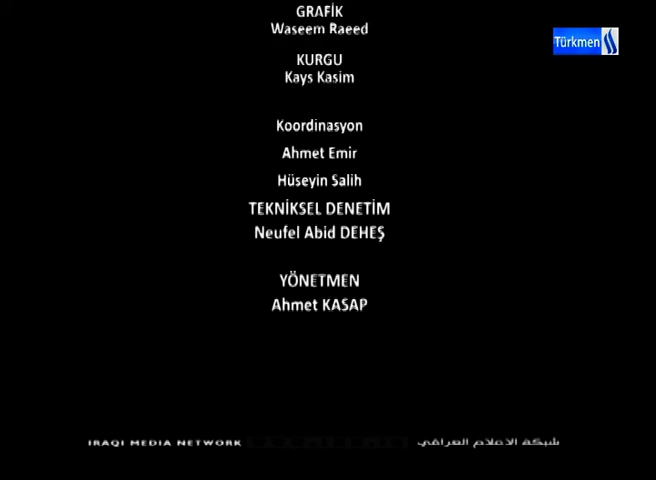 GRAFİK
Waseem Raeed
Türkmen
KURGU
Kays Kasim
Koordinasyon
Ahmet Emir
Hüseyin Salih
TEKNİKSEL DENETİM
Neufel Abid DEHEŞ
YÖNETMEN
Ahmet KASAP
IRAQI MEDIA NETWORK شبكة الاعلام العراقي